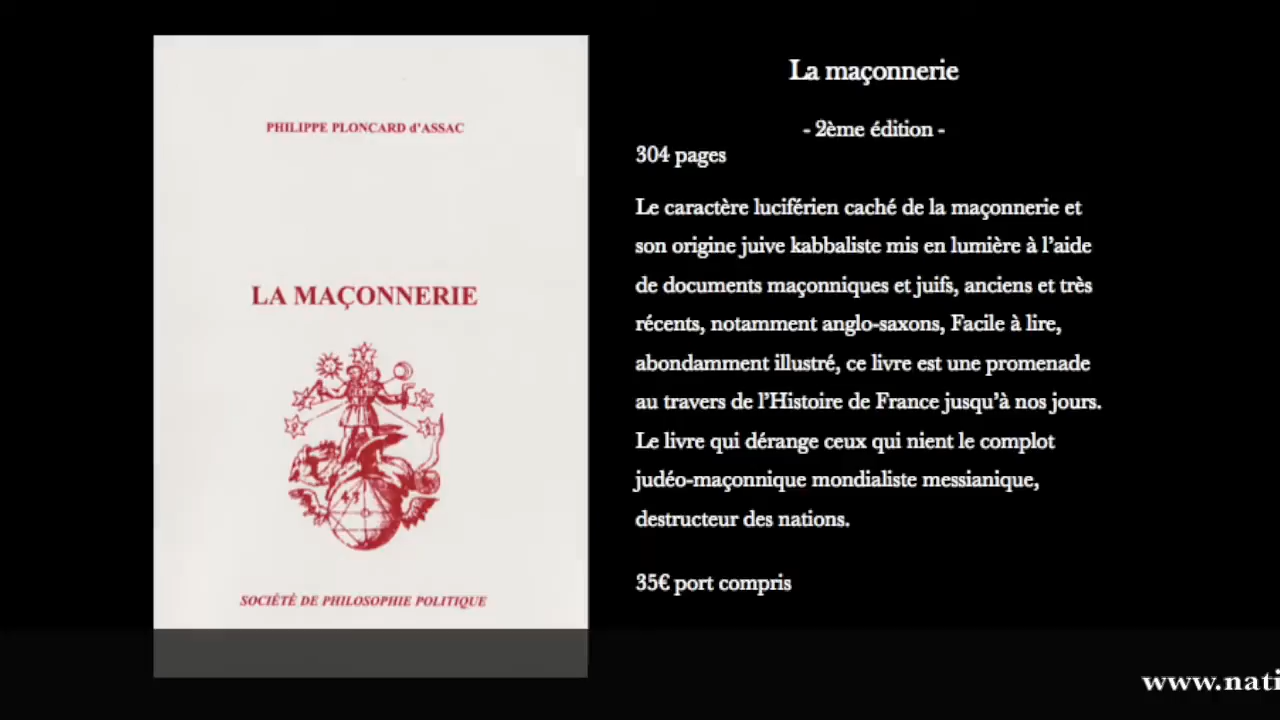 PHILIPPE PLONCARD d'ASSAC
LA MAÇONNERIE
SOCIÉTÉ DE PHILOSOPHIE POLITIQUE
La maçonnerie
- 2ème édition -
304 pages
Le caractère luciférien caché de la maçonnerie et
son origine juive kabbaliste mis en lumière à l’aide
de documents maçonniques et juifs, anciens et très
récents, notamment anglo-saxons, Facile à lire,
abondamment illustré, ce livre est une promenade
au travers de l’Histoire de France jusqu’à nos jours.
Le livre qui dérange ceux qui nient le complot
judéo-maçonnique mondialiste messianique,
destructeur des nations.
35€ port compris
www.nati